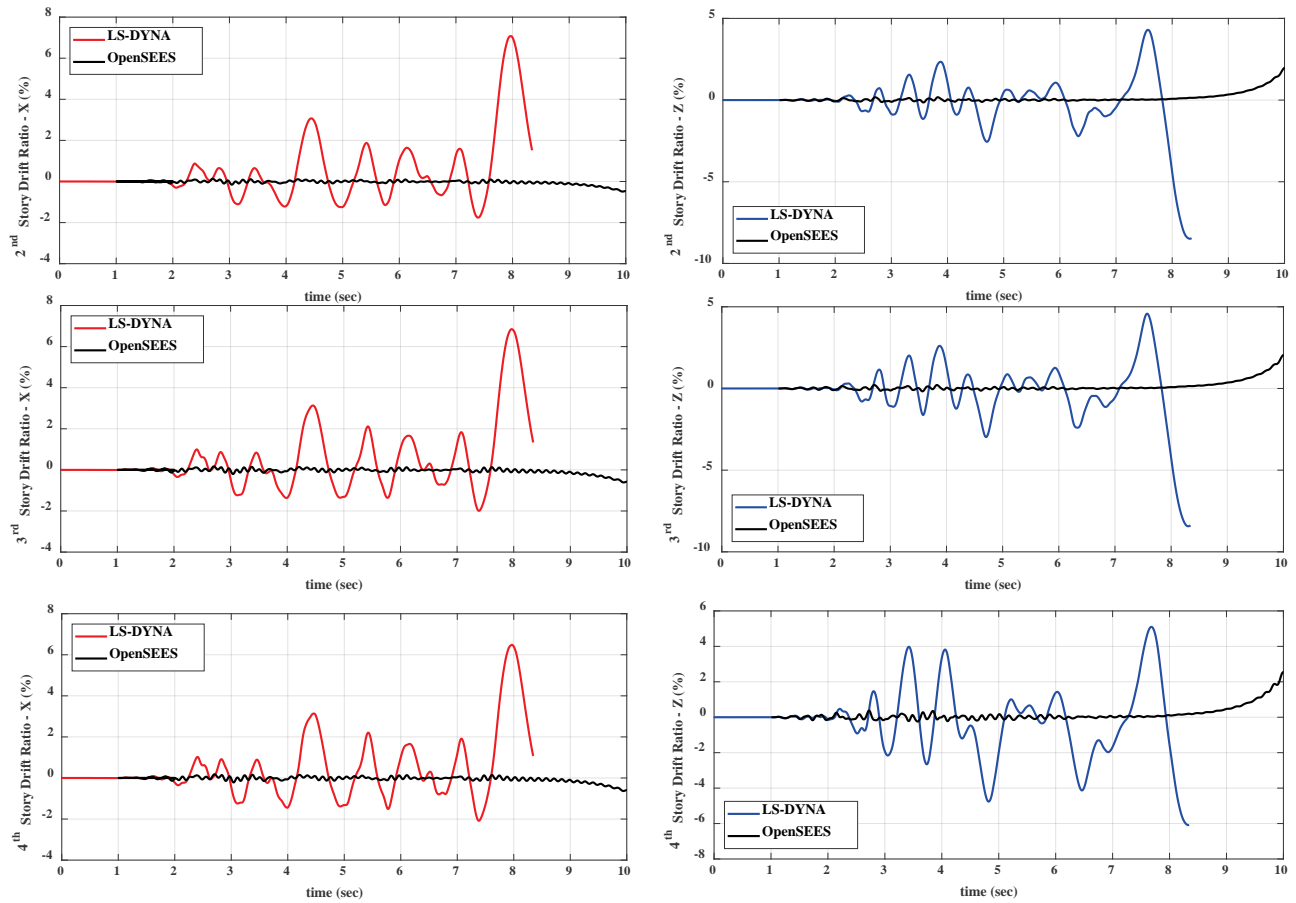 8
6
4
2
0
-2
-4
2nd Story Drift Ratio - X (%)
LS-DYNA
OpenSEES
0 1 2 3 4 5 6 7 8 9 10
time (sec)
5
0
-5
-10
2nd Story Drift Ratio - Z (%)
LS-DYNA
OpenSEES
0 1 2 3 4 5 6 7 8 9 10
time (sec)
8
6
4
2
0
-2
-4
3rd Story Drift Ratio - X (%)
LS-DYNA
OpenSEES
0 1 2 3 4 5 6 7 8 9 10
time (sec)
5
0
-5
-10
3rd Story Drift Ratio - Z (%)
LS-DYNA
OpenSEES
0 1 2 3 4 5 6 7 8 9 10
time (sec)
8
6
4
2
0
-2
-4
4th Story Drift Ratio - X (%)
LS-DYNA
OpenSEES
0 1 2 3 4 5 6 7 8 9 10
time (sec)
6
4
2
0
-2
-4
-6
-8
4th Story Drift Ratio - Z (%)
LS-DYNA
OpenSEES
0 1 2 3 4 5 6 7 8 9 10
time (sec)